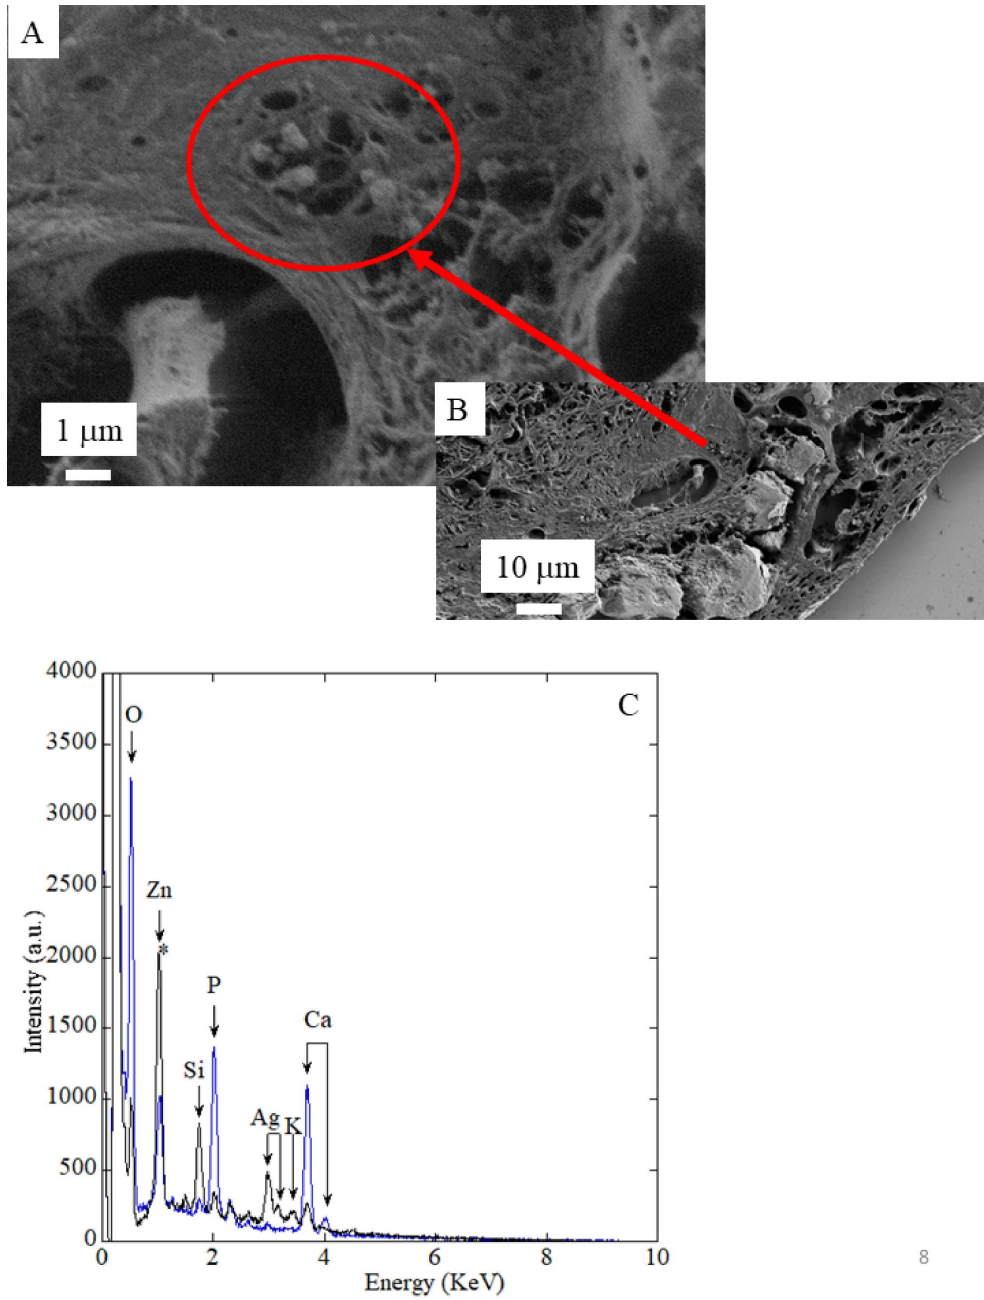 A
1 μm
B
10 μm
C
4000
3500
3000
2500
2000
1500
1000
500
0
O
Zn
*
Si
P
Ag
K
Ca
0
2
4
6
8
10
Intensity (a.u.)
Energy (KeV)
8